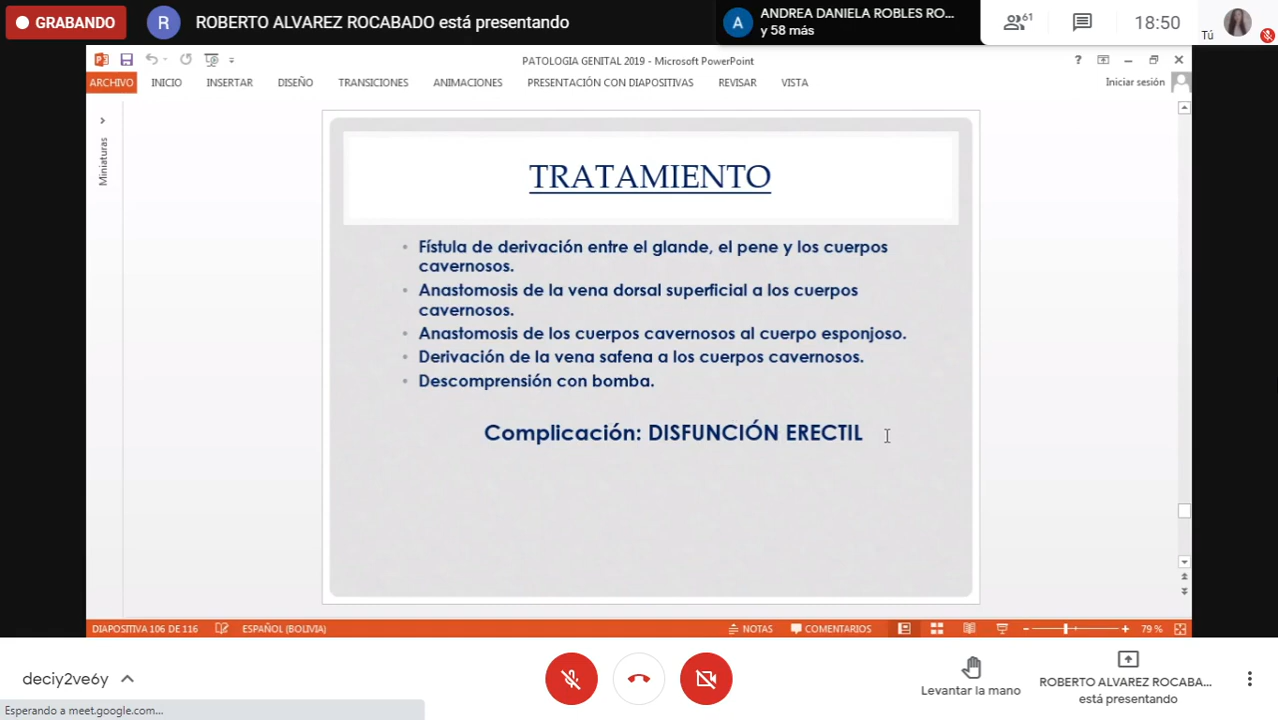 GRABANDO
R
ROBERTO ALVAREZ ROCABADO está presentando
A
ANDREA DANIELA ROBLES RO...
y 58 más
61
18:50
Tú
PATOLOGIA GENITAL 2019 - Microsoft PowerPoint
?
ARCHIVO INICIO INSERTAR DISEÑO TRANSICIONES ANIMACIONES PRESENTACIÓN CON DIAPOSITIVAS REVISAR VISTA
Iniciar sesión
Miniaturas
TRATAMIENTO
• Fístula de derivación entre el glande, el pene y los cuerpos
cavernosos.
• Anastomosis de la vena dorsal superficial a los cuerpos
cavernosos.
• Anastomosis de los cuerpos cavernosos al cuerpo esponjoso.
• Derivación de la vena safena a los cuerpos cavernosos.
• Descomprensión con bomba.
Complicación: DISFUNCIÓN ERECTIL
DIAPOSITIVA 106 DE 116 ESPAÑOL (BOLIVIA) NOTAS COMENTARIOS 79 %
deciy2ve6y
Levantar la mano
ROBERTO ALVAREZ ROCABA...
está presentando
Esperando a meet.google.com...